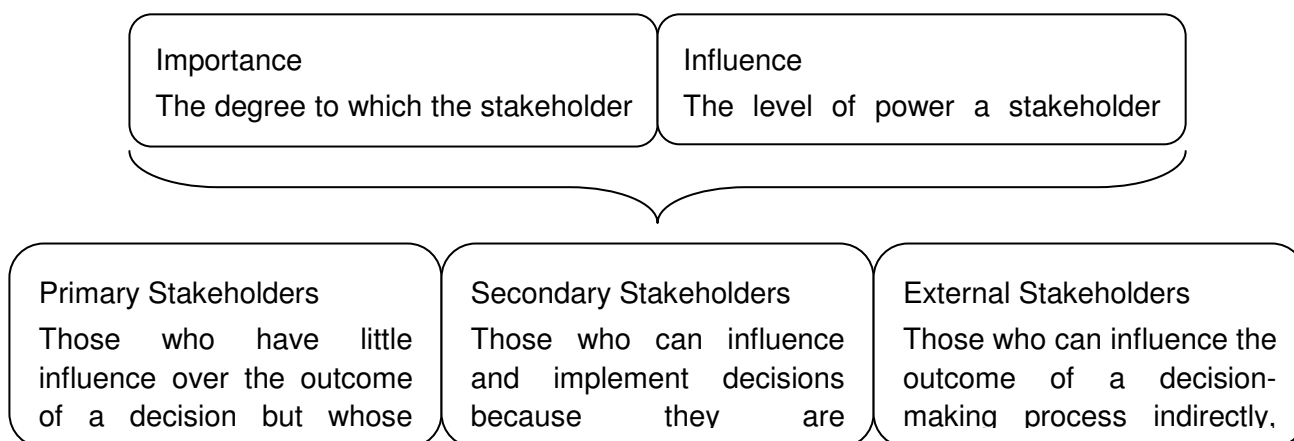 Importance
The degree to which the stakeholder
Influence
The level of power a stakeholder
Primary Stakeholders
Those who have little
influence over the outcome
of a decision but whose
Secondary Stakeholders
Those who can influence
and implement decisions
because they are
External Stakeholders
Those who can influence the
outcome of a decision-
making process indirectly,